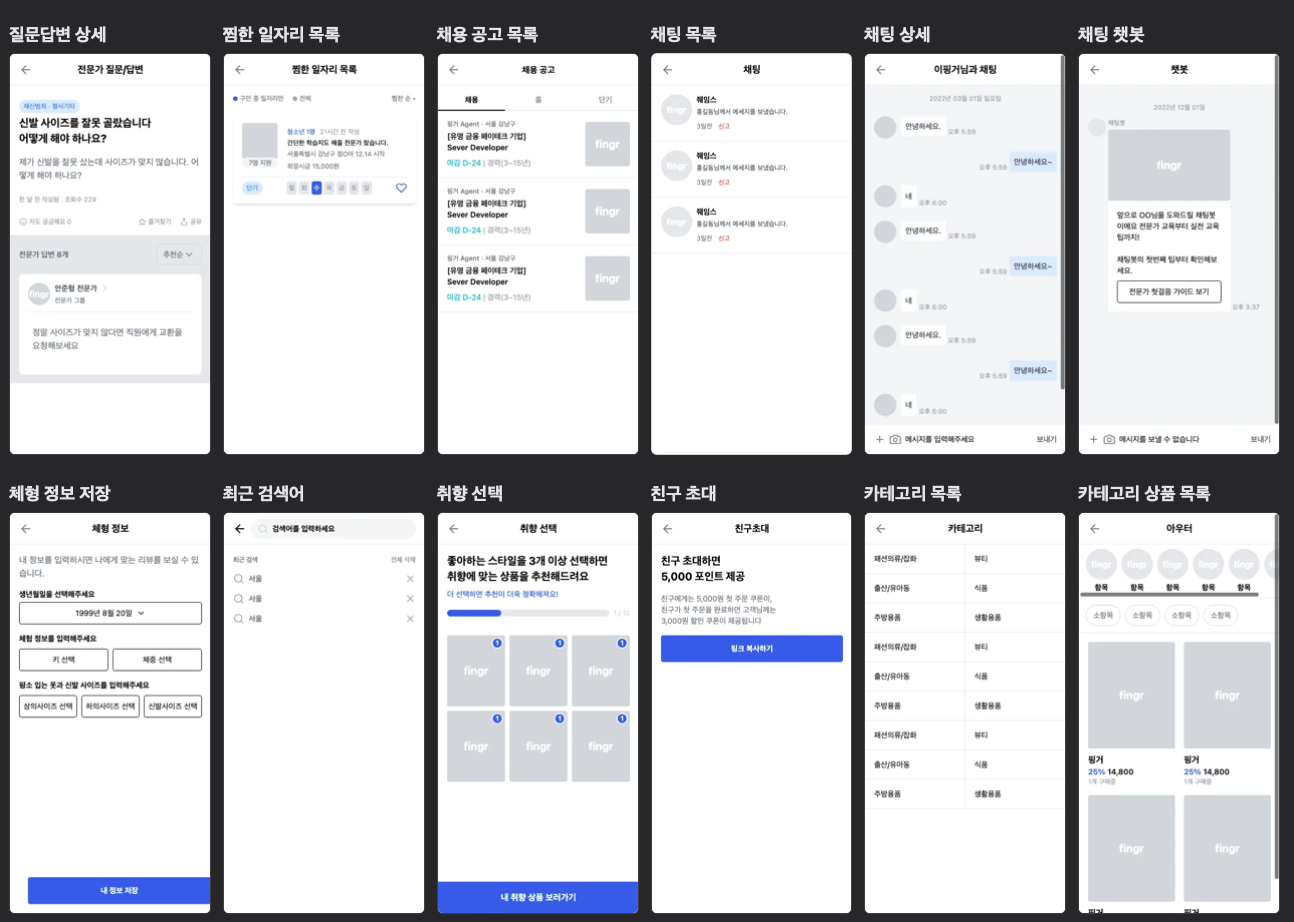 질문답변 상세
전문가 질문/답변
재산범죄 · 형사기타
신발 사이즈를 잘못 골랐습니다
어떻게 해야 하나요?
제가 신발을 잘못 샀는데 사이즈가 맞지 않습니다. 어
떻게 해야 하나요?
한 달 전 작성됨 . 조회수 229
저도 궁금해요 0 즐겨찾기 공유
전문가 답변 8개 추천순
fingr
안준형 전문가
전문가 그룹
정말 사이즈가 맞지 않다면 직원에게 교환을
요청해보세요
찜한 일자리 목록
찜한 일자리 목록
구인 중 일자리만 전체 찜한 순
청소년 1명 21시간 전 작성
간단한 학습지도 해줄 전문가 찾습니다.
희망시급 15,000원
7명 지원
단기 월 화 수 목 금 토 일
채용 공고 목록
채용 공고
채용 홈 단기
핑거 Agent · 서울 강남구
[유명 금융 페이테크 기업]
Sever Developer
마감 D-24 | 경력(3~15년)
fingr
핑거 Agent · 서울 강남구
[유명 금융 페이테크 기업]
Sever Developer
마감 D-24 | 경력(3~15년)
fingr
핑거 Agent · 서울 강남구
[유명 금융 페이테크 기업]
Sever Developer
마감 D-24 | 경력(3~15년)
fingr
채팅 목록
채팅
fingr
췌임스
홍길동님에서 메세지를 보냈습니다.
3일전 신고
fingr
췌임스
홍길동님에서 메세지를 보냈습니다.
3일전 신고
fingr
췌임스
홍길동님에서 메세지를 보냈습니다.
3일전 신고
채팅 상세
이핑거님과 채팅
2022년 03월 01일 일요일
안녕하세요. 오후 5:59
오후 5:59 안녕하세요~
네 오후 6:00
안녕하세요. 오후 5:59
오후 5:59 안녕하세요~
네 오후 6:00
안녕하세요. 오후 5:59
오후 5:59 안녕하세요~
네 오후 6:00
메시지를 입력해주세요 보내기
채팅 챗봇
챗봇
2022년 12월 01일
채팅봇
fingr
앞으로 OO님을 도와드릴 채팅봇
이에요 전문가 교육부터 실전 교육
팁까지!
채팅봇의 첫번째 팁부터 확인해보
세요.
전문가 첫걸음 가이드 보기
오후 3:37
메시지를 보낼 수 없습니다 보내기
체형 정보 저장
체형 정보
내 정보를 입력하시면 나에게 맞는 리뷰를 보실 수 있
습니다.
생년월일을 선택해주세요
1999년 8월 20일
체형 정보를 입력해주세요
키 선택 체중 선택
평소 입는 옷과 신발 사이즈를 입력해주세요
상의사이즈 선택 하의사이즈 선택 신발사이즈 선택
내 정보 저장
최근 검색어
검색어를 입력하세요
최근 검색 전체 삭제
서울
서울
서울
취향 선택
취향 선택
좋아하는 스타일을 3개 이상 선택하면
취향에 맞는 상품을 추천해드려요
더 선택하면 추천이 더욱 정확해져요!
1 / 10
1 1 1
fingr fingr fingr
1 1 1
fingr fingr fingr
내 취향 상품 보러가기
친구 초대
친구초대
친구 초대하면
5,000 포인트 제공
친구에게는 5,000원 첫 주문 쿠폰이,
친구가 첫 주문을 완료하면 고객님께는
3,000원 할인 쿠폰이 제공됩니다
링크 복사하기
카테고리 목록
카테고리
패션의류/잡화 뷰티
출산/유아동 식품
주방용품 생활용품
패션의류/잡화 뷰티
출산/유아동 식품
주방용품 생활용품
패션의류/잡화 뷰티
출산/유아동 식품
주방용품 생활용품
카테고리 상품 목록
아우터
fingr fingr fingr fingr fingr
항목 항목 항목 항목 항목
소항목 소항목 소항목 소항목
fingr fingr
핑거 핑거
25% 14,800 25% 14,800
1개 구매중 1개 구매중
fingr fingr
핑거 핑거